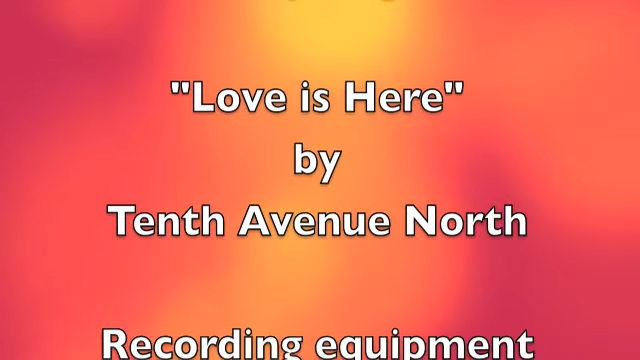 "Love is Here"
by
Tenth Avenue North
Recording equipment